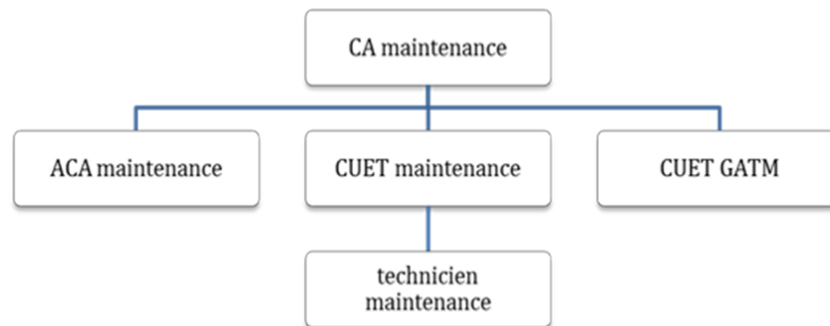 CA maintenance
ACA maintenance
CUET maintenance
CUET GATM
technicien
maintenance